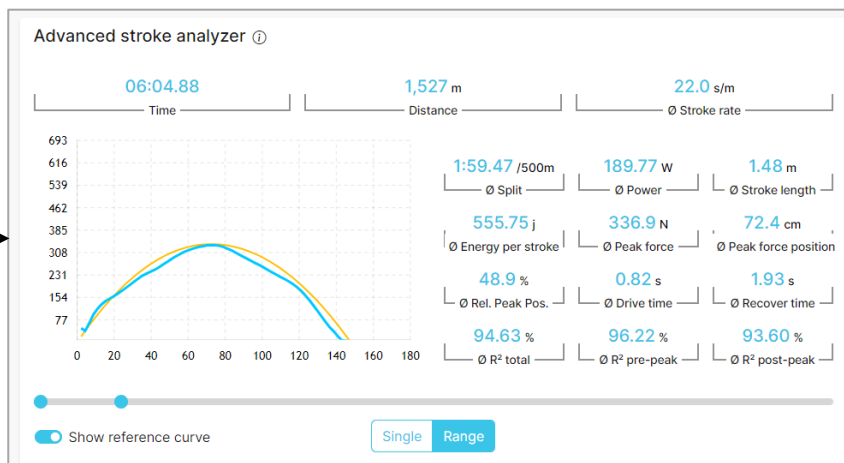 Advanced stroke analyzer ⓘ
06:04.88
Time
1,527 m
Distance
22.0 s/m
Ø Stroke rate
693
616
539
462
385
308
231
154
77
0 20 40 60 80 100 120 140 160 180
1:59.47 /500m
Ø Split
189.77 W
Ø Power
1.48 m
Ø Stroke length
555.75 j
Ø Energy per stroke
336.9 N
Ø Peak force
72.4 cm
Ø Peak force position
48.9 %
Ø Rel. Peak Pos.
0.82 s
Ø Drive time
1.93 s
Ø Recover time
94.63 %
Ø R² total
96.22 %
Ø R² pre-peak
93.60 %
Ø R² post-peak
Show reference curve
Single Range